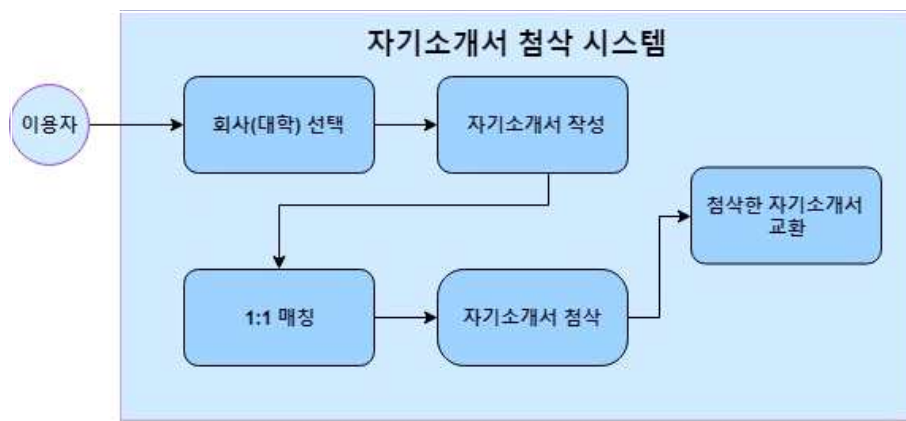 자기소개서 첨삭 시스템
이용자
회사(대학) 선택
자기소개서 작성
첨삭한 자기소개서
교환
1:1 매칭
자기소개서 첨삭